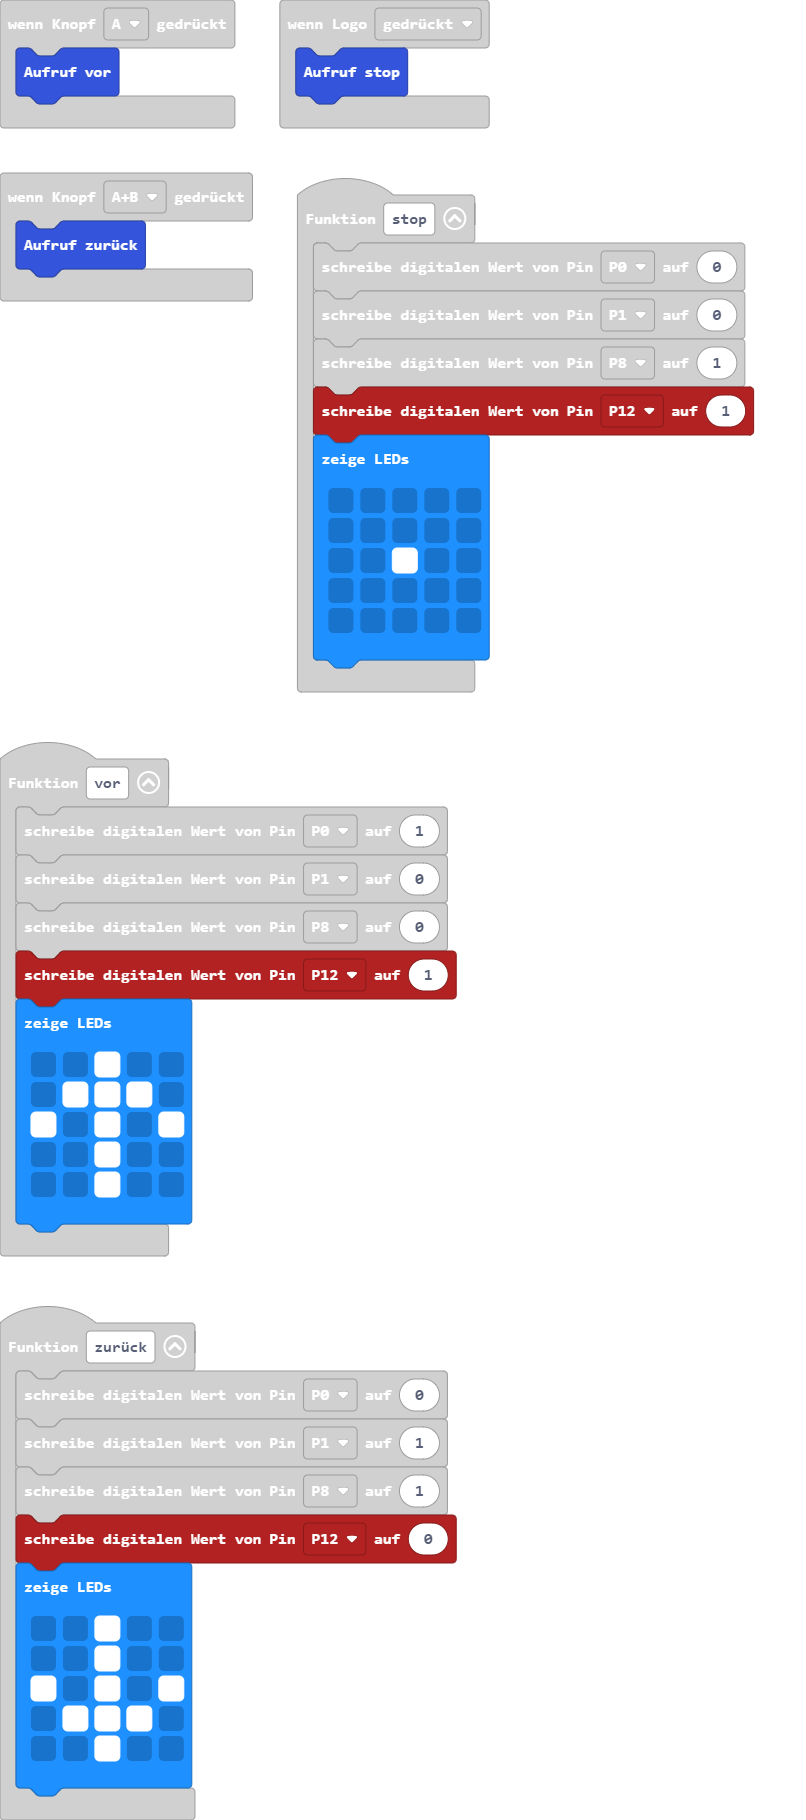 wenn Knopf A gedrückt
Aufruf vor
wenn Logo gedrückt
Aufruf stop
wenn Knopf A+B gedrückt
Aufruf zurück
Funktion stop
schreibe digitalen Wert von Pin P0 auf 0
schreibe digitalen Wert von Pin P1 auf 0
schreibe digitalen Wert von Pin P8 auf 1
schreibe digitalen Wert von Pin P12 auf 1
zeige LEDs
Funktion vor
schreibe digitalen Wert von Pin P0 auf 1
schreibe digitalen Wert von Pin P1 auf 0
schreibe digitalen Wert von Pin P8 auf 0
schreibe digitalen Wert von Pin P12 auf 1
zeige LEDs
Funktion zurück
schreibe digitalen Wert von Pin P0 auf 0
schreibe digitalen Wert von Pin P1 auf 1
schreibe digitalen Wert von Pin P8 auf 1
schreibe digitalen Wert von Pin P12 auf 0
zeige LEDs